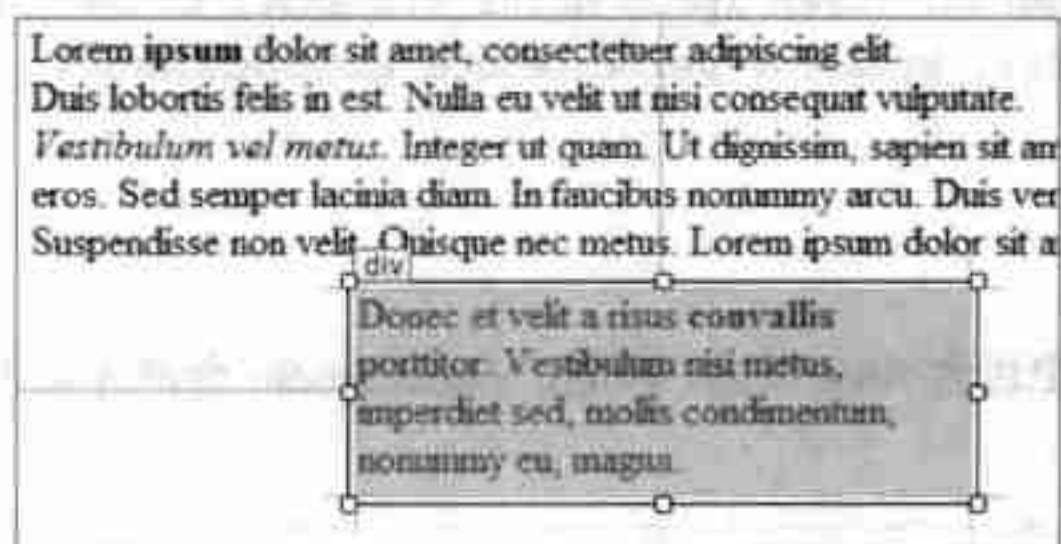 Lorem ipsum dolor sit amet, consectetuer adipiscing elit.
Duis lobortis felis in est. Nulla eu velit ut nisi consequat vulputate.
Vestibulum vel metus. Integer ut quam. Ut dignissim, sapien sit am
eros. Sed semper lacinia diam. In faucibus nonummy arcu. Duis ver
Suspendisse non velit. Quisque nec metus. Lorem ipsum dolor sit a
div
Donec et velit a risus convallis
porttitor. Vestibulum nisi metus,
imperdiet sed, mollis condimentum,
nonummy eu, magna.